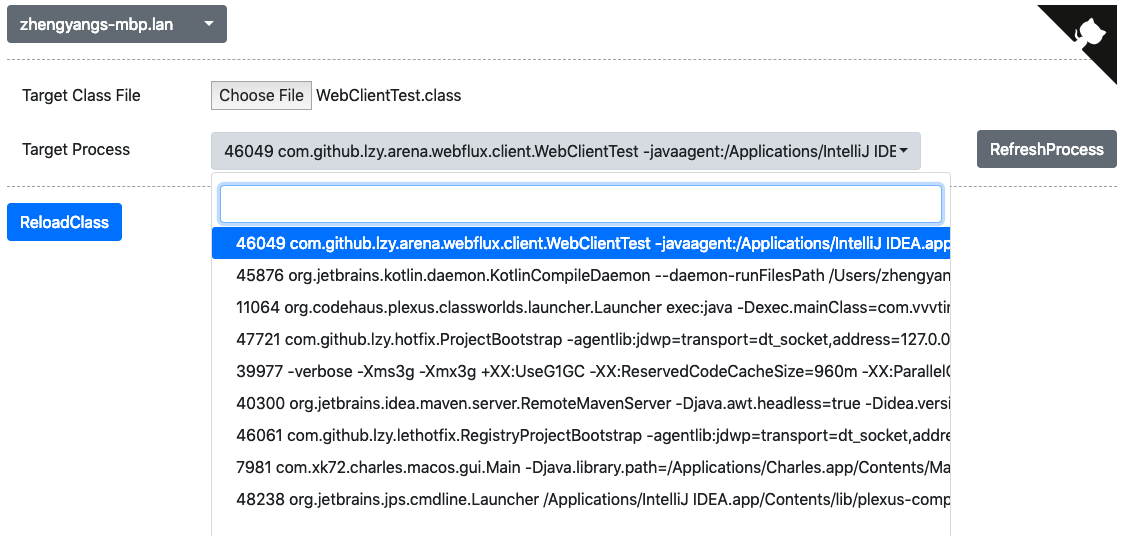 zhengyangs-mbp.lan
Target Class File Choose File WebClientTest.class
Target Process 46049 com.github.lzy.arena.webflux.client.WebClientTest -javaagent:/Applications/IntelliJ IDE RefreshProcess
ReloadClass
46049 com.github.lzy.arena.webflux.client.WebClientTest -javaagent:/Applications/IntelliJ IDEA.app
45876 org.jetbrains.kotlin.daemon.KotlinCompileDaemon --daemon-runFilesPath /Users/zhengyan
11064 org.codehaus.plexus.classworlds.launcher.Launcher exec:java -Dexec.mainClass=com.vvvtin
47721 com.github.lzy.hotfix.ProjectBootstrap -agentlib:jdwp=transport=dt_socket,address=127.0.0
39977 -verbose -Xms3g -Xmx3g +XX:UseG1GC -XX:ReservedCodeCacheSize=960m -XX:ParallelG
40300 org.jetbrains.idea.maven.server.RemoteMavenServer -Djava.awt.headless=true -Didea.versi
46061 com.github.lzy.lethotfix.RegistryProjectBootstrap -agentlib:jdwp=transport=dt_socket,addre
7981 com.xk72.charles.macos.gui.Main -Djava.library.path=/Applications/Charles.app/Contents/Ma
48238 org.jetbrains.jps.cmdline.Launcher /Applications/IntelliJ IDEA.app/Contents/lib/plexus-comp